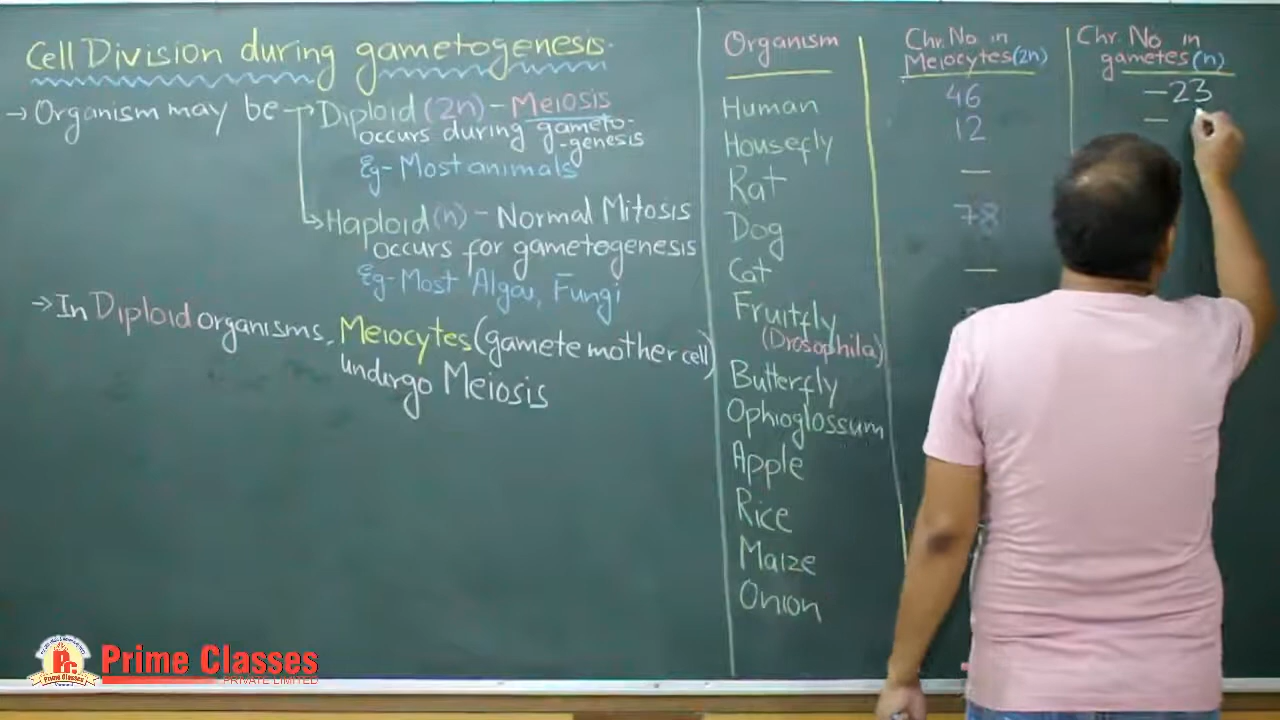 Cell Division during gametogenesis.
→ Organism may be → Diploid (2n) - Meiosis
occurs during gameto-
-genesis
Eg- Most animals
→ Haploid (n) - Normal Mitosis
occurs for gametogenesis
Eg- Most Algae, Fungi
→ In Diploid organisms, Meiocytes (gamete mother cell)
undergo Meiosis
Organism
Chr. No in
Meiocytes (2n)
Chr. No in
gametes (n)
Human 46 - 23
Housefly 12 -
Rat —
Dog 78
Cat —
Fruitfly
(Drosophila)
Butterfly
Ophioglossum
Apple
Rice
Maize
Onion
Prime Classes
PRIVATE LIMITED